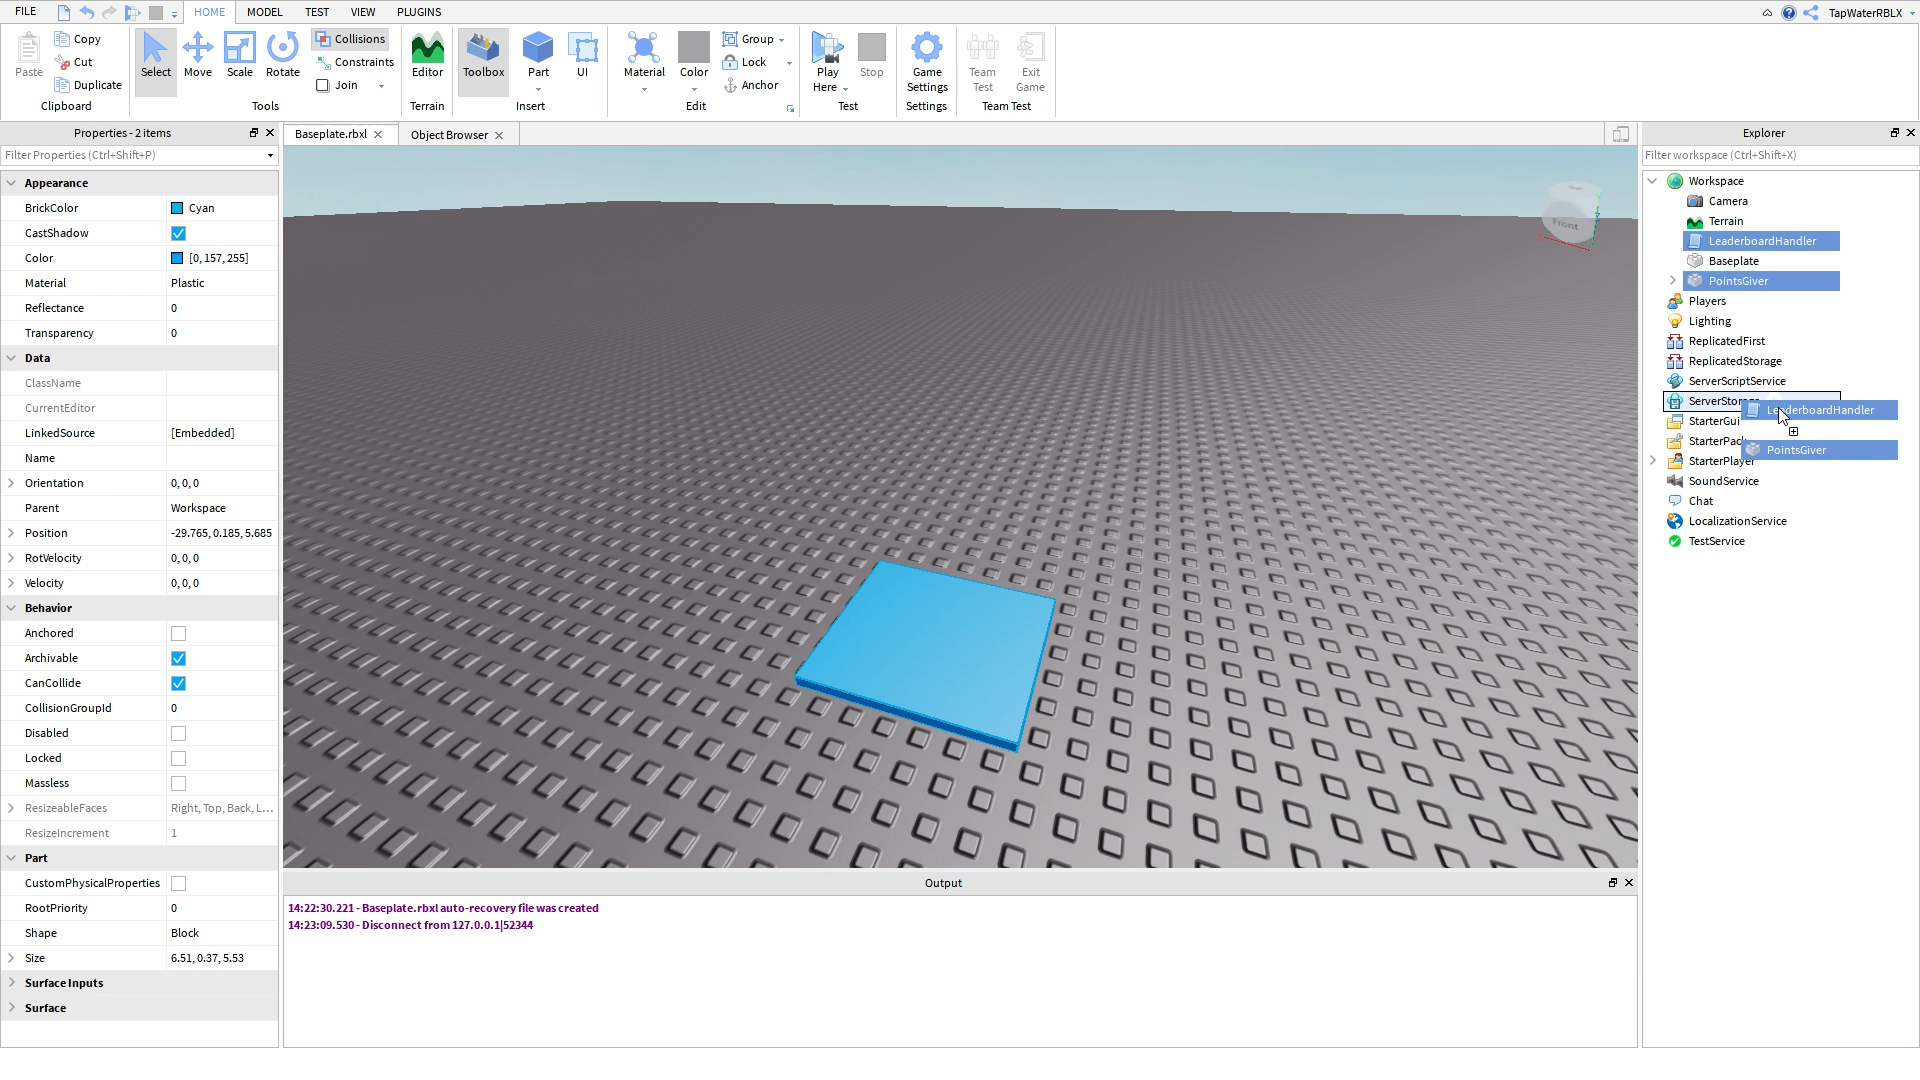 FILE
HOME
MODEL
TEST
VIEW
PLUGINS
TapWaterRBLX
Paste
Copy
Cut
Duplicate
Clipboard
Select
Move
Scale
Rotate
Collisions
Constraints
Join
Tools
Editor
Terrain
Toolbox
Part
UI
Insert
Material
Color
Group
Lock
Anchor
Edit
Play
Here
Stop
Test
Game
Settings
Settings
Team
Test
Exit
Game
Team Test
Properties - 2 items
Filter Properties (Ctrl+Shift+P)
Appearance
BrickColor Cyan
CastShadow
Color [0, 157, 255]
Material Plastic
Reflectance 0
Transparency 0
Data
ClassName
CurrentEditor
LinkedSource [Embedded]
Name
Orientation 0, 0, 0
Parent Workspace
Position -29.765, 0.185, 5.685
RotVelocity 0, 0, 0
Velocity 0, 0, 0
Behavior
Anchored
Archivable
CanCollide
CollisionGroupId 0
Disabled
Locked
Massless
ResizeableFaces Right, Top, Back, L...
ResizeIncrement 1
Part
CustomPhysicalProperties
RootPriority 0
Shape Block
Size 6.51, 0.37, 5.53
Surface Inputs
Surface
Baseplate.rbxl
Object Browser
Front
Output
14:22:30.221 - Baseplate.rbxl auto-recovery file was created
14:23:09.530 - Disconnect from 127.0.0.1|52344
Explorer
Filter workspace (Ctrl+Shift+X)
Workspace
Camera
Terrain
LeaderboardHandler
Baseplate
PointsGiver
Players
Lighting
ReplicatedFirst
ReplicatedStorage
ServerScriptService
ServerStorage
LeaderboardHandler
StarterGui
StarterPack
PointsGiver
StarterPlayer
SoundService
Chat
LocalizationService
TestService